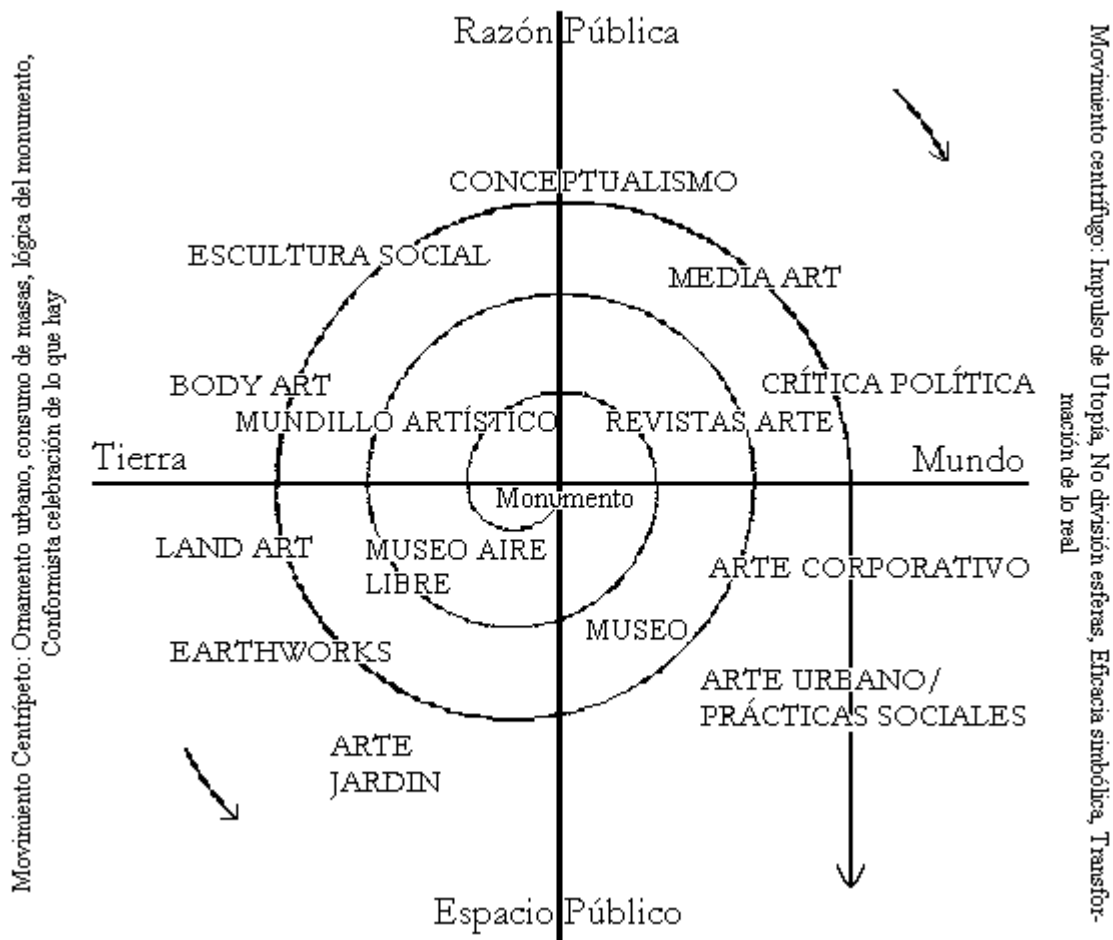 Razón Pública
CONCEPTUALISMO
ESCULTURA SOCIAL
MEDIA ART
BODY ART
CRÍTICA POLÍTICA
MUNDILLO ARTÍSTICO
REVISTAS ARTE
Tierra
Mundo
Monumento
LAND ART
MUSEO AIRE
LIBRE
ARTE CORPORATIVO
MUSEO
EARTHWORKS
ARTE URBANO/
PRÁCTICAS SOCIALES
ARTE
JARDIN
Espacio Público
Movimiento Centrípeto: Ornamento urbano, consumo de masas, lógica del monumento,
Conformista celebración de lo que hay
Movimiento centrífugo: Impulso de Utopia, No división esferas, Eficacia simbólica, Transfor-
mación de lo real